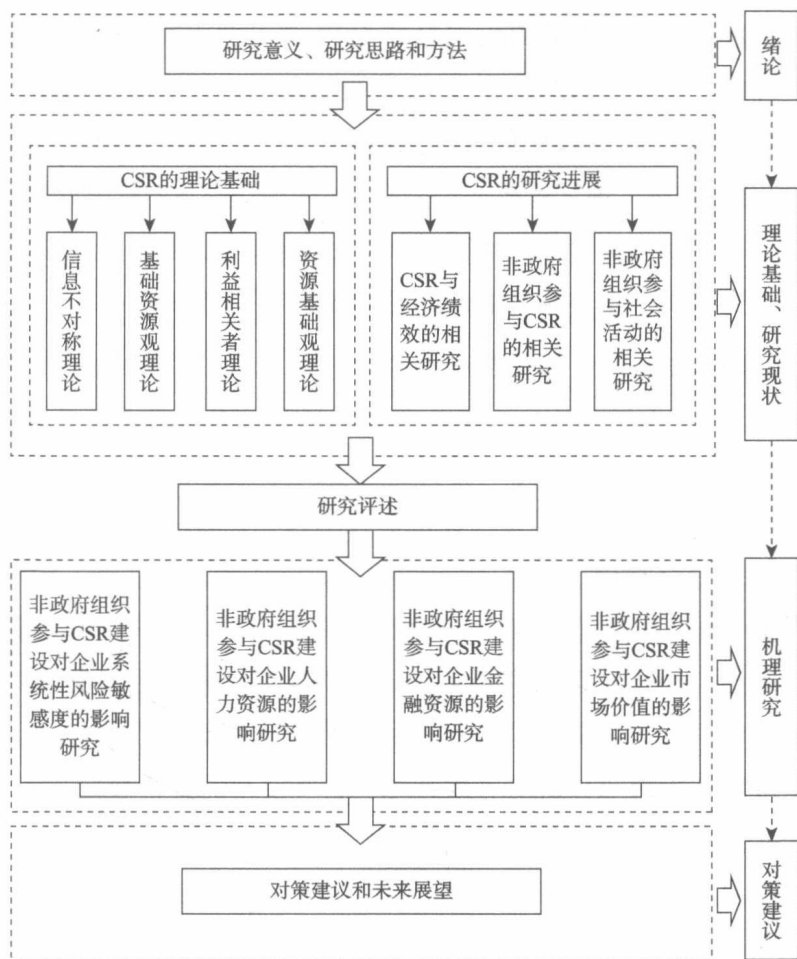 研究意义、研究思路和方法
绪论
CSR的理论基础
信息不对称理论
基础资源观理论
利益相关者理论
资源基础观理论
CSR的研究进展
CSR与
经济绩
效的相
关研究
非政府
组织参
与CSR
的相关
研究
非政府
组织参
与社会
活动的
相关
研究
理论基础、研究现状
研究评述
非政府组织
参与CSR建
设对企业系
统性风险敏
感度的影响
研究
非政府组织
参与CSR建
设对企业人
力资源的影
响研究
非政府组织
参与CSR建
设对企业金
融资源的影
响研究
非政府组织
参与CSR建
设对企业市
场价值的影
响研究
机理研究
对策建议和未来展望
对策建议